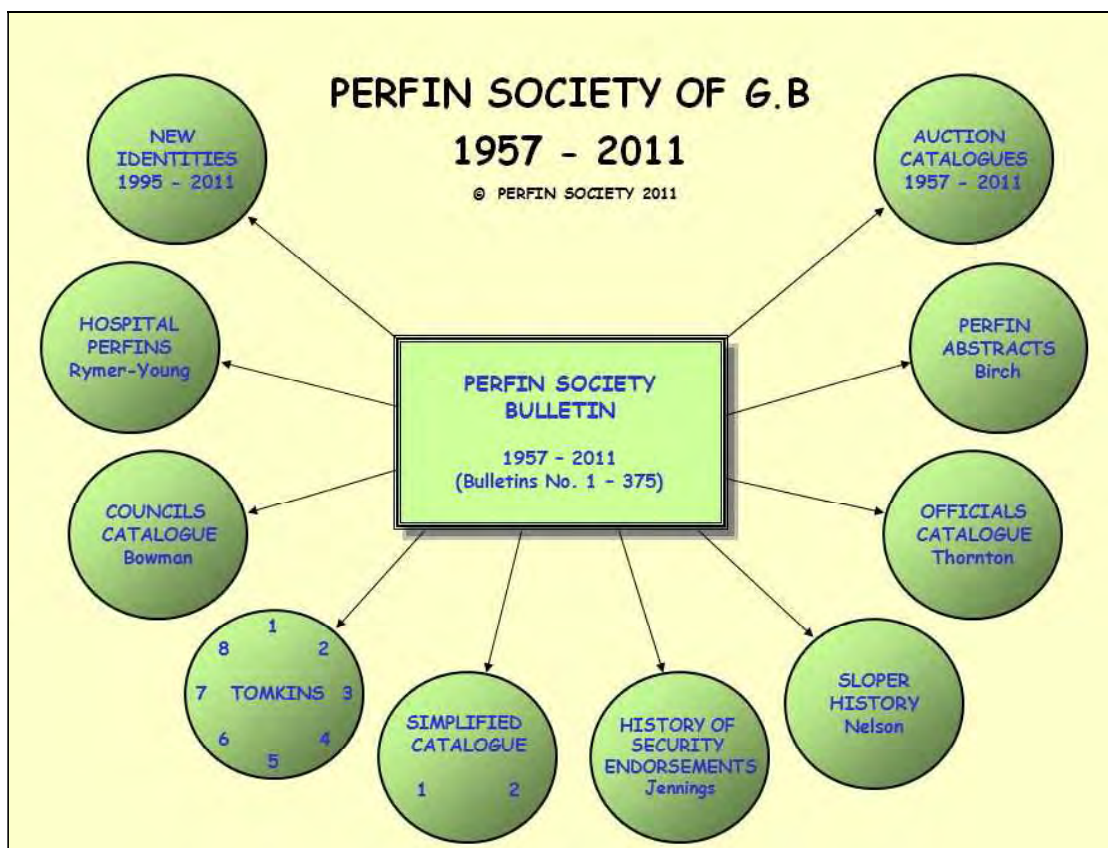 PERFIN SOCIETY OF G.B
1957 - 2011
© PERFIN SOCIETY 2011
NEW
IDENTITIES
1995 - 2011
AUCTION
CATALOGUES
1957 - 2011
HOSPITAL
PERFINS
Rymer-Young
PERFIN
ABSTRACTS
Birch
PERFIN SOCIETY
BULLETIN
1957 - 2011
(Bulletins No. 1 - 375)
COUNCILS
CATALOGUE
Bowman
OFFICIALS
CATALOGUE
Thornton
1
8 2
7 TOMKINS 3
6 4
5
SIMPLIFIED
CATALOGUE
1 2
HISTORY OF
SECURITY
ENDORSEMENTS
Jennings
SLOPER
HISTORY
Nelson